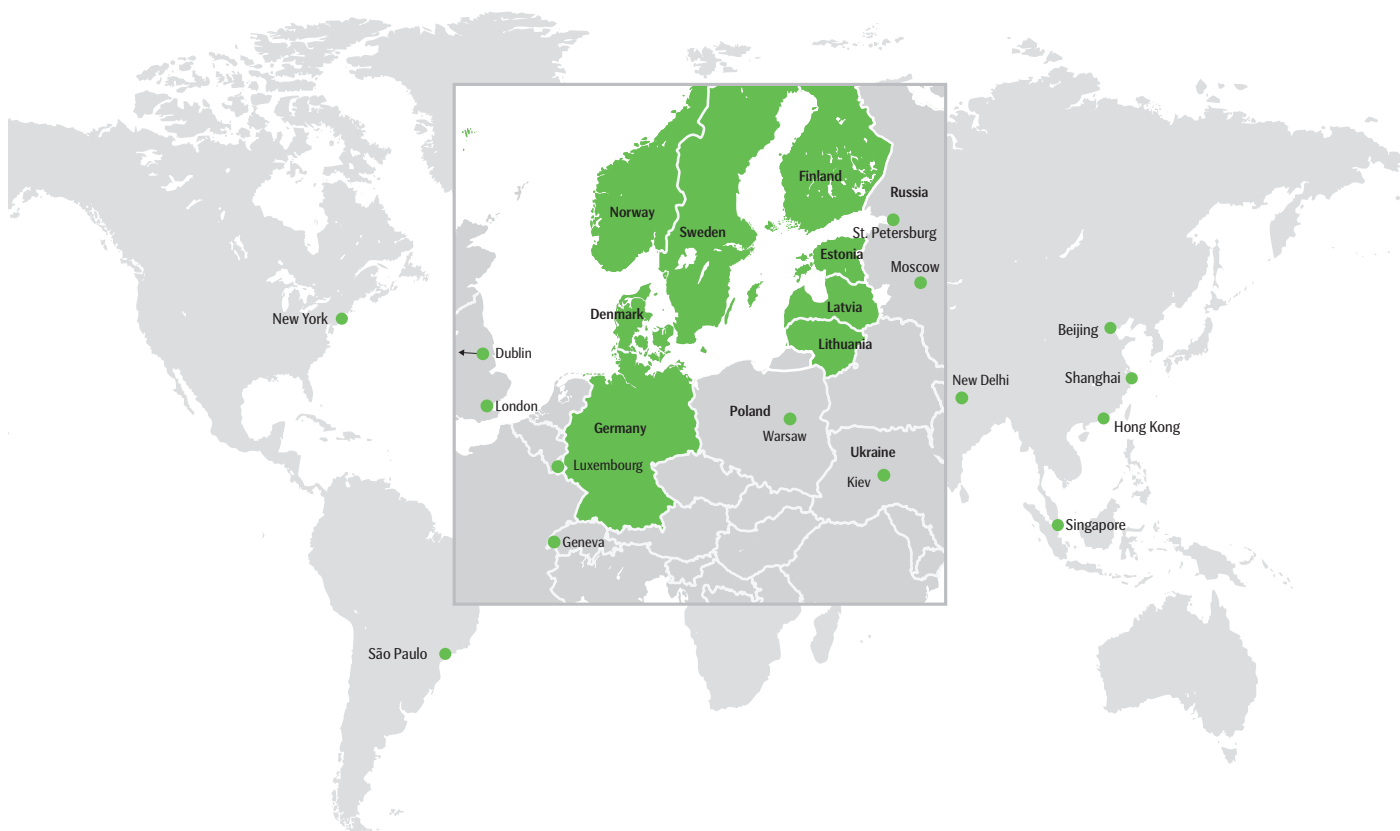 Finland
Russia
Norway
St. Petersburg
Sweden
Estonia
Moscow
Latvia
Denmark
New York
Beijing
Lithuania
Dublin
Shanghai
New Delhi
London
Poland
Hong Kong
Germany
Warsaw
Ukraine
Luxembourg
Kiev
Singapore
Geneva
São Paulo